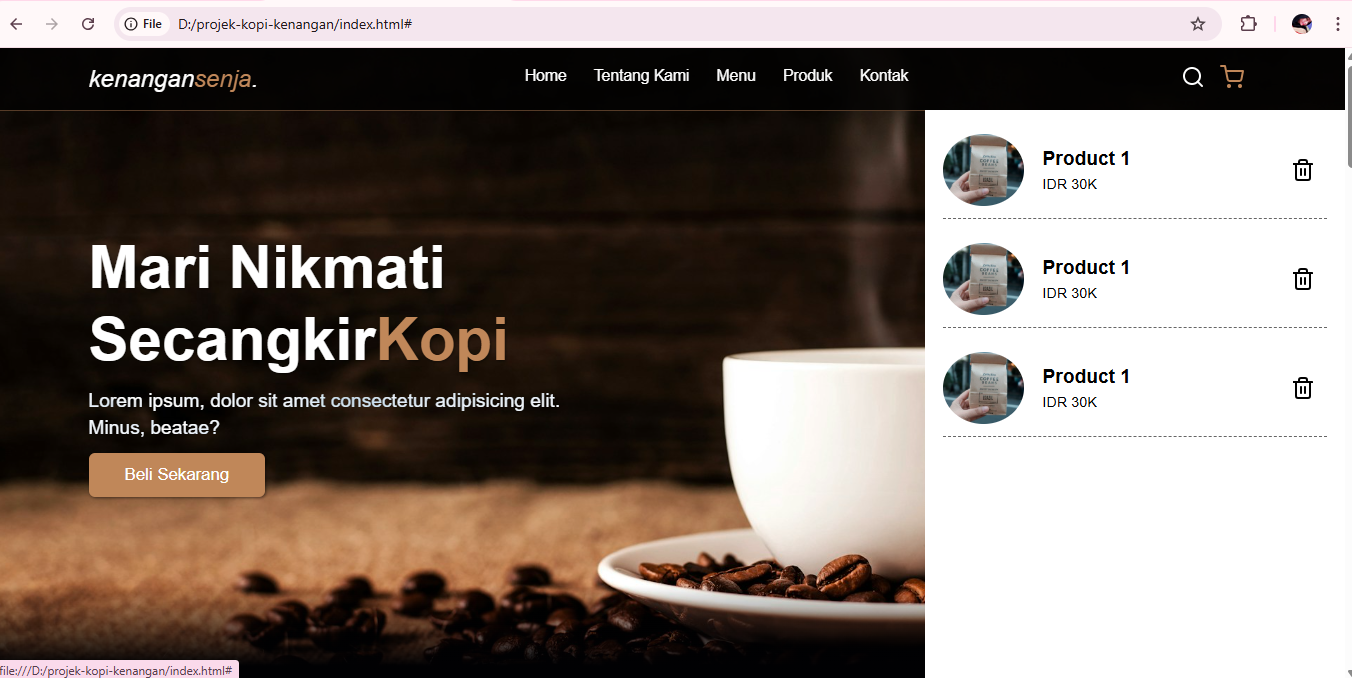 File D:/projek-kopi-kenangan/index.html#
kenangansenja.
Home Tentang Kami Menu Produk Kontak
Mari Nikmati
SecangkirKopi
Lorem ipsum, dolor sit amet consectetur adipisicing elit.
Minus, beatae?
Beli Sekarang
Product 1
IDR 30K
Product 1
IDR 30K
Product 1
IDR 30K
file:///D:/projek-kopi-kenangan/index.html#